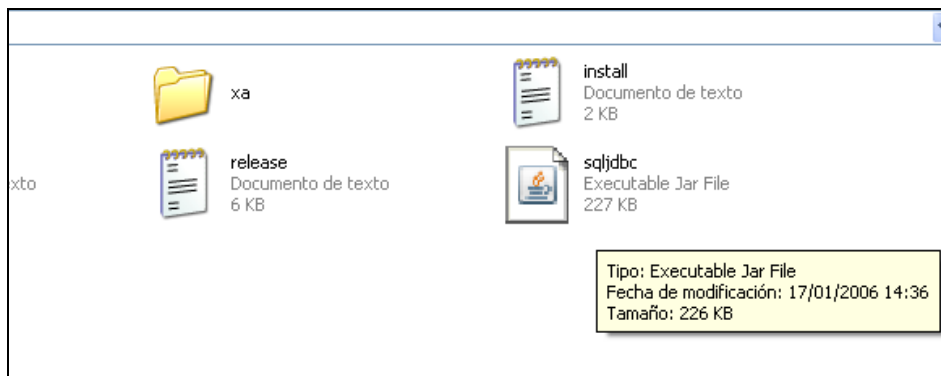 xa
install
Documento de texto
2 KB
xto
release
Documento de texto
6 KB
sqljdbc
Executable Jar File
227 KB
Tipo: Executable Jar File
Fecha de modificación: 17/01/2006 14:36
Tamaño: 226 KB